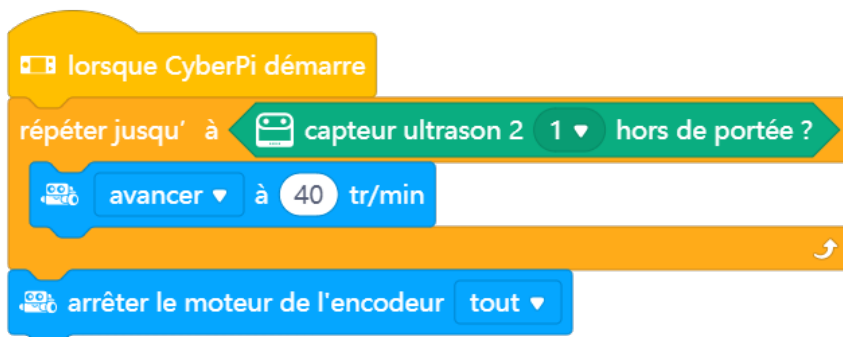 lorsque CyberPi démarre
répéter jusqu' à capteur ultrason 2 1 hors de portée ?
avancer à 40 tr/min
arrêter le moteur de l'encodeur tout